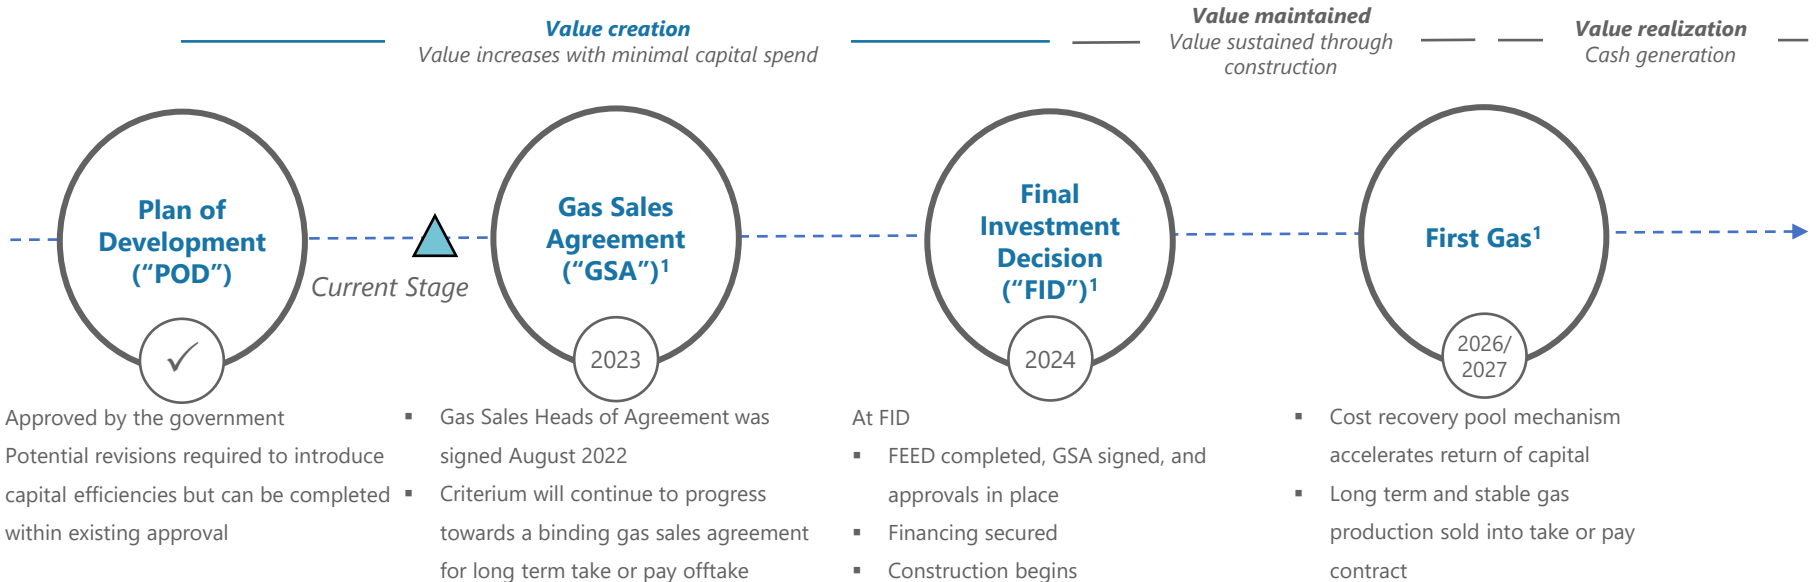 Value creation
Value increases with minimal capital spend
Value maintained
Value sustained through
construction
Value realization
Cash generation
Plan of
Development
(“POD”)
✓
Current Stage
Gas Sales
Agreement
(“GSA”)¹
2023
Final
Investment
Decision
(“FID”)¹
2024
First Gas¹
2026/
2027
Approved by the government
Potential revisions required to introduce
capital efficiencies but can be completed
within existing approval
▪ Gas Sales Heads of Agreement was
signed August 2022
▪ Criterium will continue to progress
towards a binding gas sales agreement
for long term take or pay offtake
At FID
▪ FEED completed, GSA signed, and
approvals in place
▪ Financing secured
▪ Construction begins
▪ Cost recovery pool mechanism
accelerates return of capital
▪ Long term and stable gas
production sold into take or pay
contract